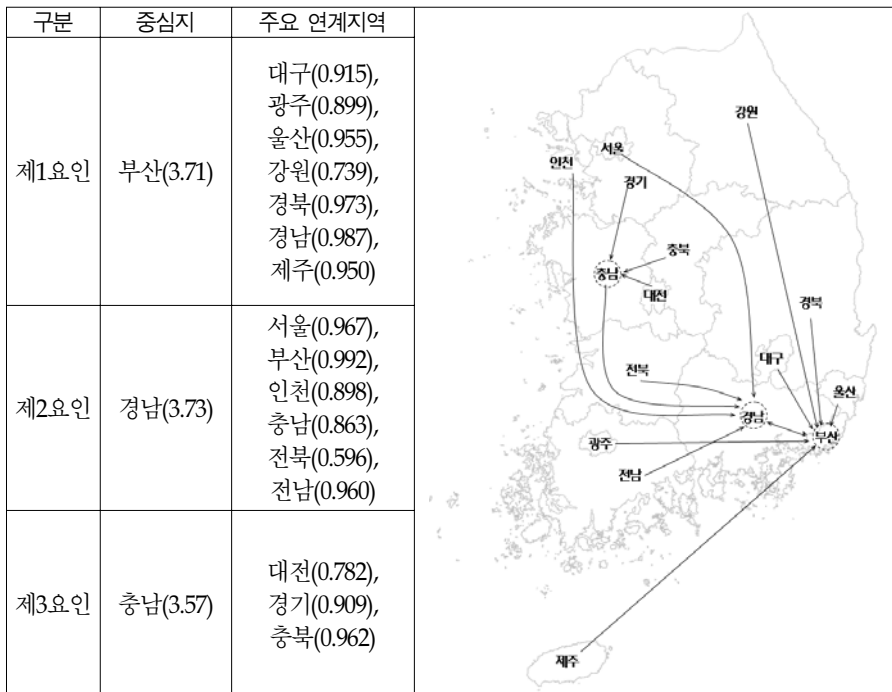 구분 중심지 주요 연계지역
제1요인 부산(3.71)
대구(0.915),
광주(0.899),
울산(0.955),
강원(0.739),
경북(0.973),
경남(0.987),
제주(0.950)
제2요인 경남(3.73)
서울(0.967),
부산(0.992),
인천(0.898),
충남(0.863),
전북(0.596),
전남(0.960)
제3요인 충남(3.57)
대전(0.782),
경기(0.909),
충북(0.962)
강원
서울
인천
경기
충북
충남
대전
경북
대구
전북
울산
경남
부산
광주
전남
제주